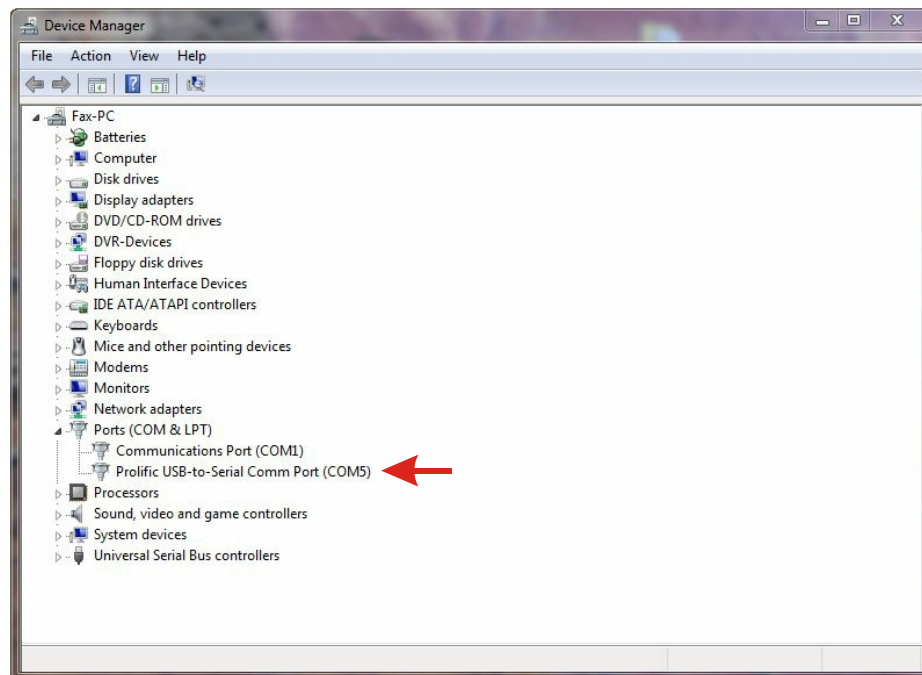 Device Manager
File Action View Help
Fax-PC
Batteries
Computer
Disk drives
Display adapters
DVD/CD-ROM drives
DVR-Devices
Floppy disk drives
Human Interface Devices
IDE ATA/ATAPI controllers
Keyboards
Mice and other pointing devices
Modems
Monitors
Network adapters
Ports (COM & LPT)
Communications Port (COM1)
Prolific USB-to-Serial Comm Port (COM5)
Processors
Sound, video and game controllers
System devices
Universal Serial Bus controllers